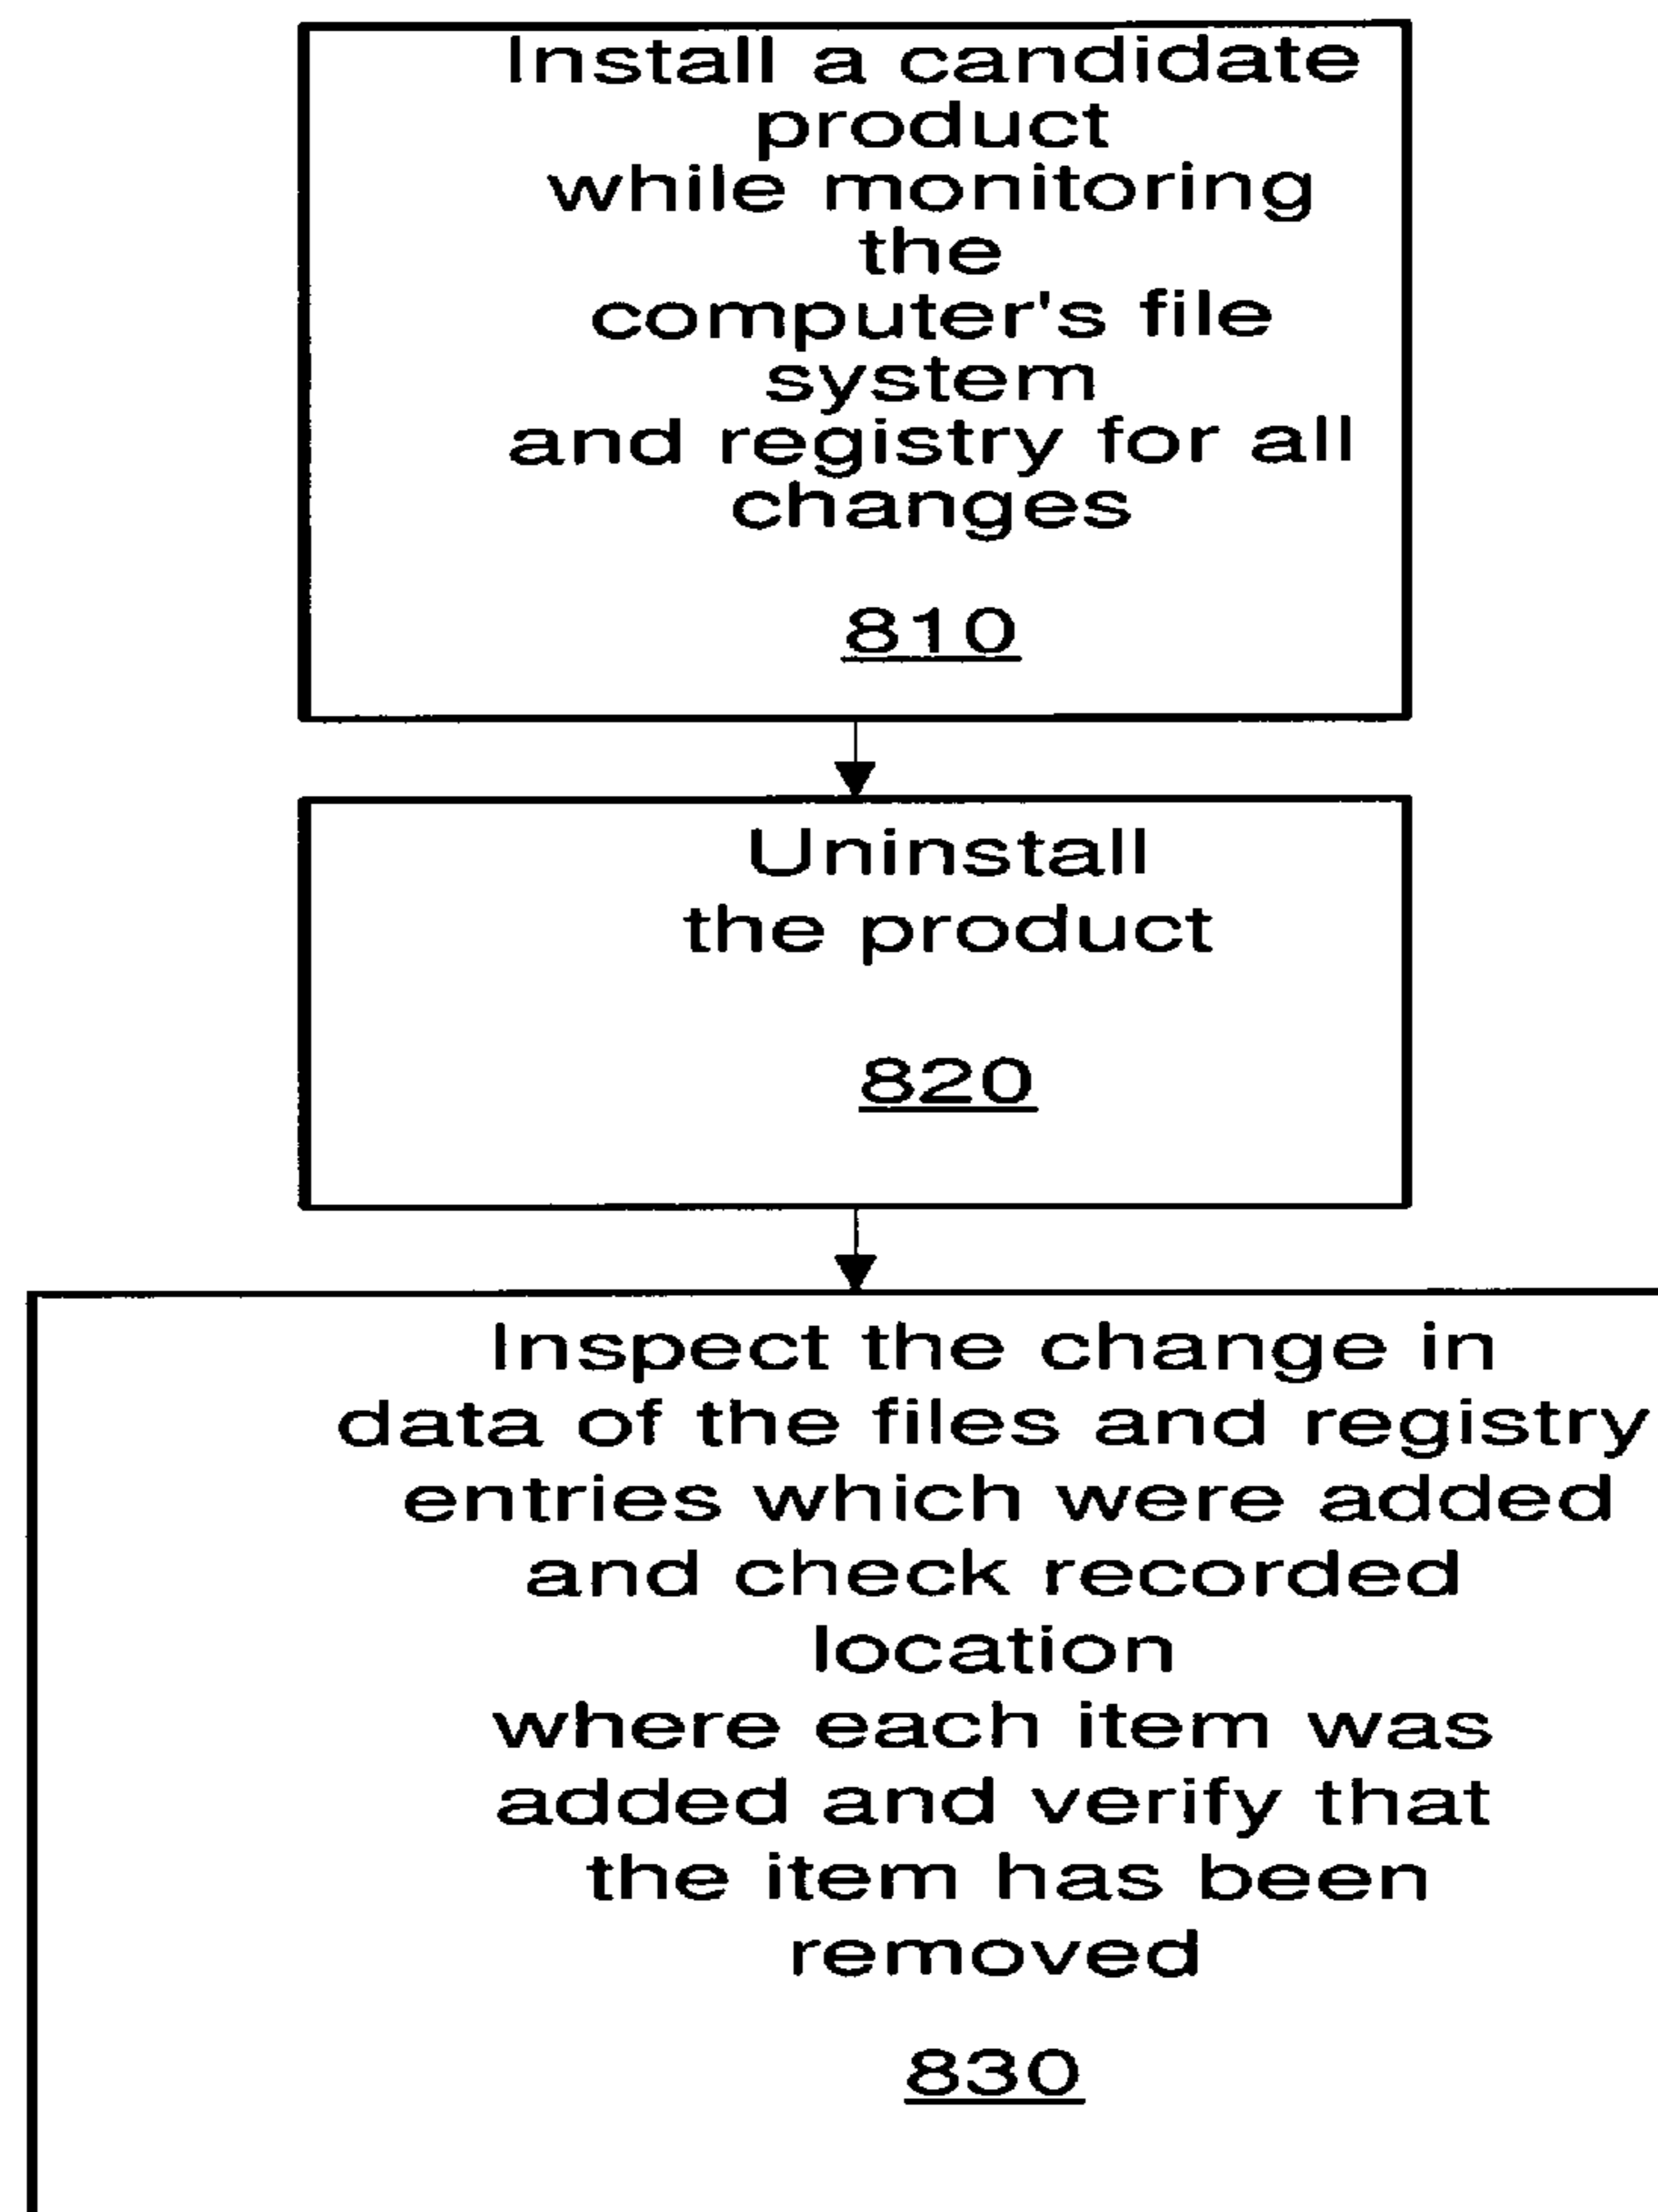 Install a candidate
product
while monitoring
the
computer's file
system
and registry for all
changes
810
Uninstall
the product
820
Inspect the change in
data of the files and registry
entries which were added
and check recorded
location
where each item was
added and verify that
the item has been
removed
830